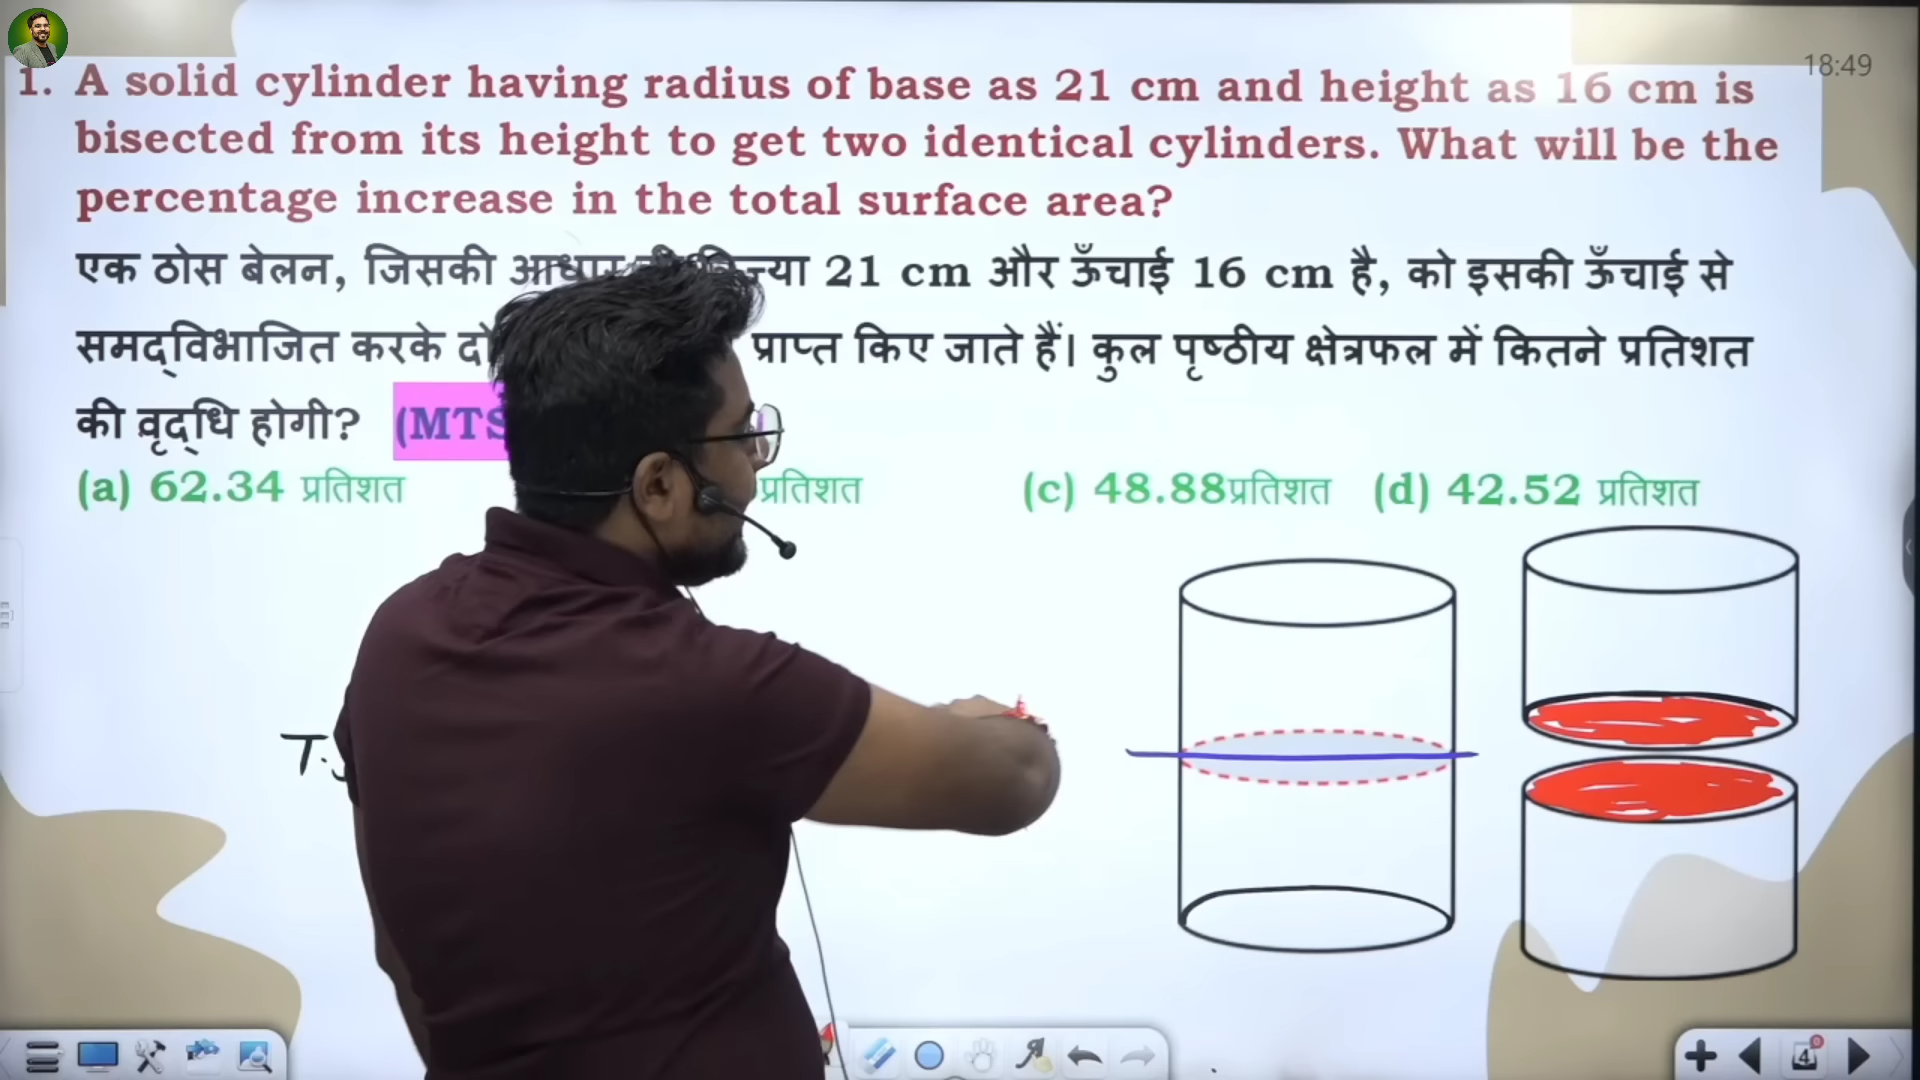 18:49
1. A solid cylinder having radius of base as 21 cm and height as 16 cm is
bisected from its height to get two identical cylinders. What will be the
percentage increase in the total surface area?
एक ठोस बेलन, जिसकी 21 cm और ऊँचाई 16 cm है, को इसकी ऊँचाई से
समद्विभाजित करके प्राप्त किए जाते हैं। कुल पृष्ठीय क्षेत्रफल में कितने प्रतिशत
की वृद्धि होगी? (MTS
(a) 62.34 प्रतिशत प्रतिशत (c) 48.88प्रतिशत (d) 42.52 प्रतिशत
T.
4